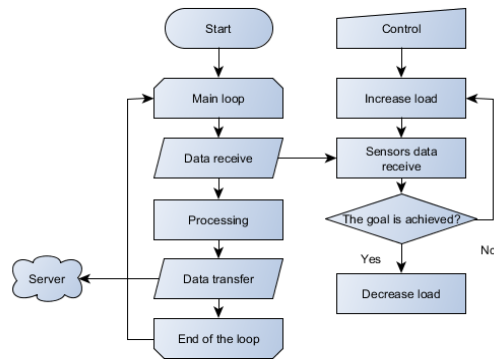 Start
Control
Main loop
Increase load
Data receive
Sensors data
receive
Processing
The goal is achieved?
Yes
No
Server
Data transfer
Decrease load
End of the loop